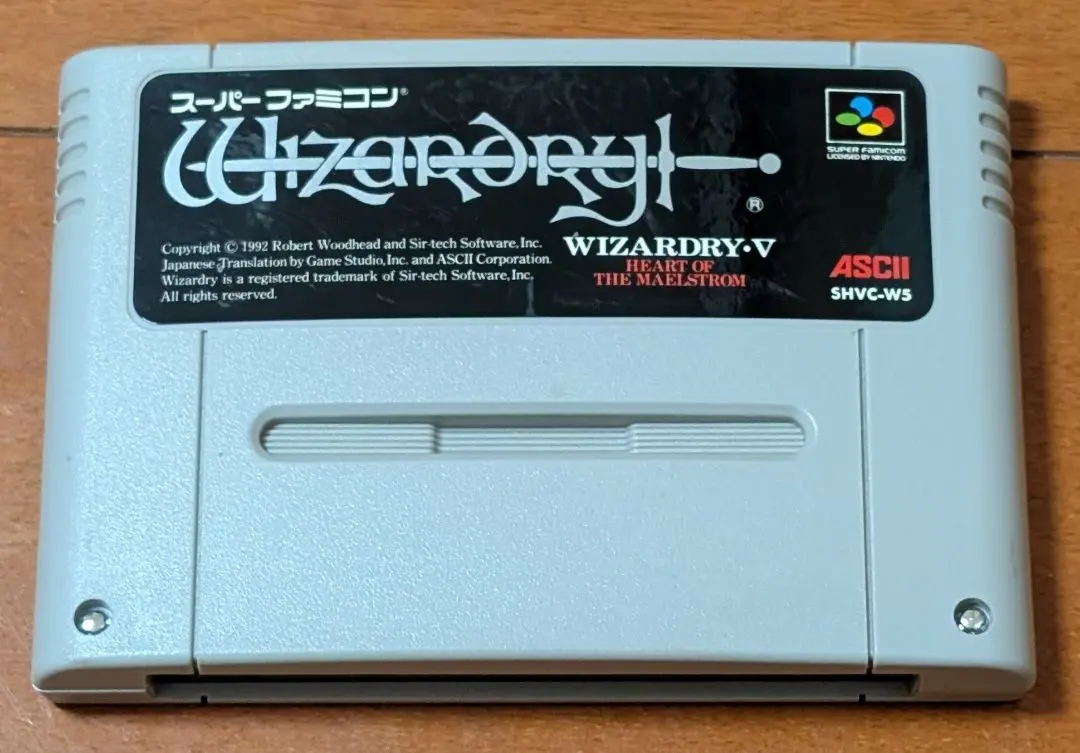 スーパーファミコン®
Wizardry
®
SUPER FAMICOM
LICENSED BY NINTENDO
Copyright © 1992 Robert Woodhead and Sir-tech Software, Inc.
Japanese Translation by Game Studio, Inc. and ASCII Corporation.
Wizardry is a registered trademark of Sir-tech Software, Inc.
All rights reserved.
WIZARDRY·V
HEART OF
THE MAELSTROM
ASCII
SHVC-W5